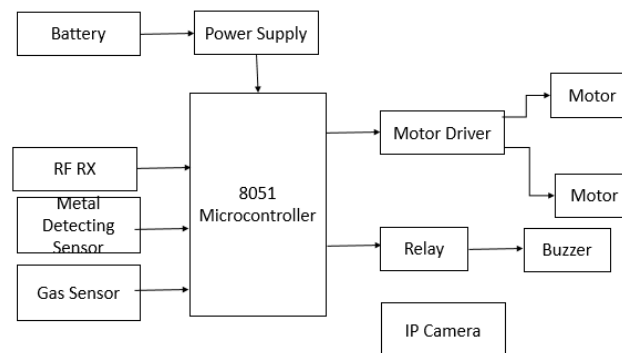 Battery
Power Supply
Motor
Motor Driver
RF RX
8051
Microcontroller
Metal
Detecting
Sensor
Motor
Relay
Buzzer
Gas Sensor
IP Camera